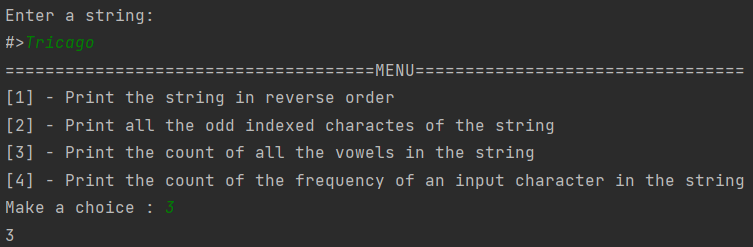 Enter a string:
#>Tricago
=====================================MENU=================================
[1] - Print the string in reverse order
[2] - Print all the odd indexed charactes of the string
[3] - Print the count of all the vowels in the string
[4] - Print the count of the frequency of an input character in the string
Make a choice : 3
3